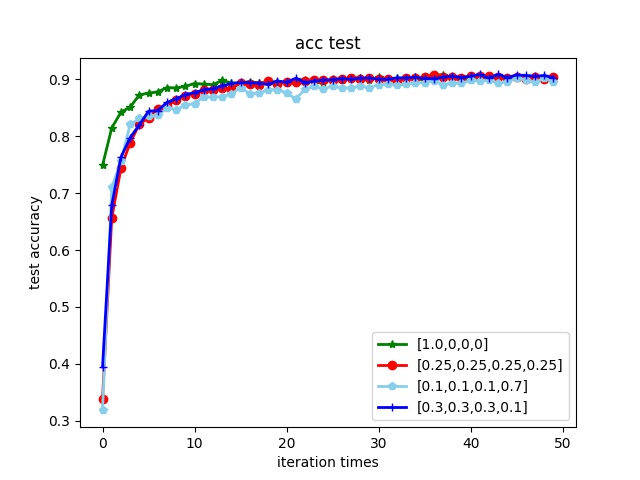 acc test
test accuracy
0.9
0.8
0.7
0.6
0.5
0.4
0.3
[1.0,0,0,0]
[0.25,0.25,0.25,0.25]
[0.1,0.1,0.1,0.7]
[0.3,0.3,0.3,0.1]
0 10 20 30 40 50
iteration times